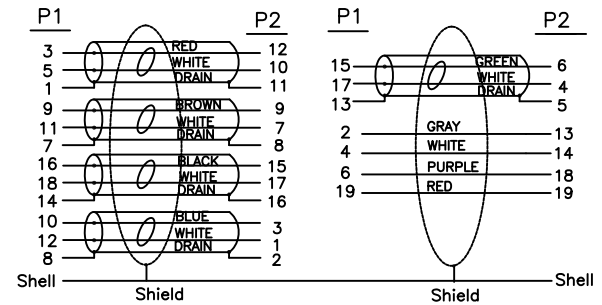 P1 P2
3 RED 12
5 WHITE 10
1 DRAIN 11
9 BROWN 9
11 WHITE 7
7 DRAIN 8
16 BLACK 15
18 WHITE 17
14 DRAIN 16
10 BLUE 3
12 WHITE 1
8 DRAIN 2
P1 P2
15 GREEN 6
17 WHITE 4
13 DRAIN 5
2 GRAY 13
4 WHITE 14
6 PURPLE 18
19 RED 19
Shell Shell
Shield Shield